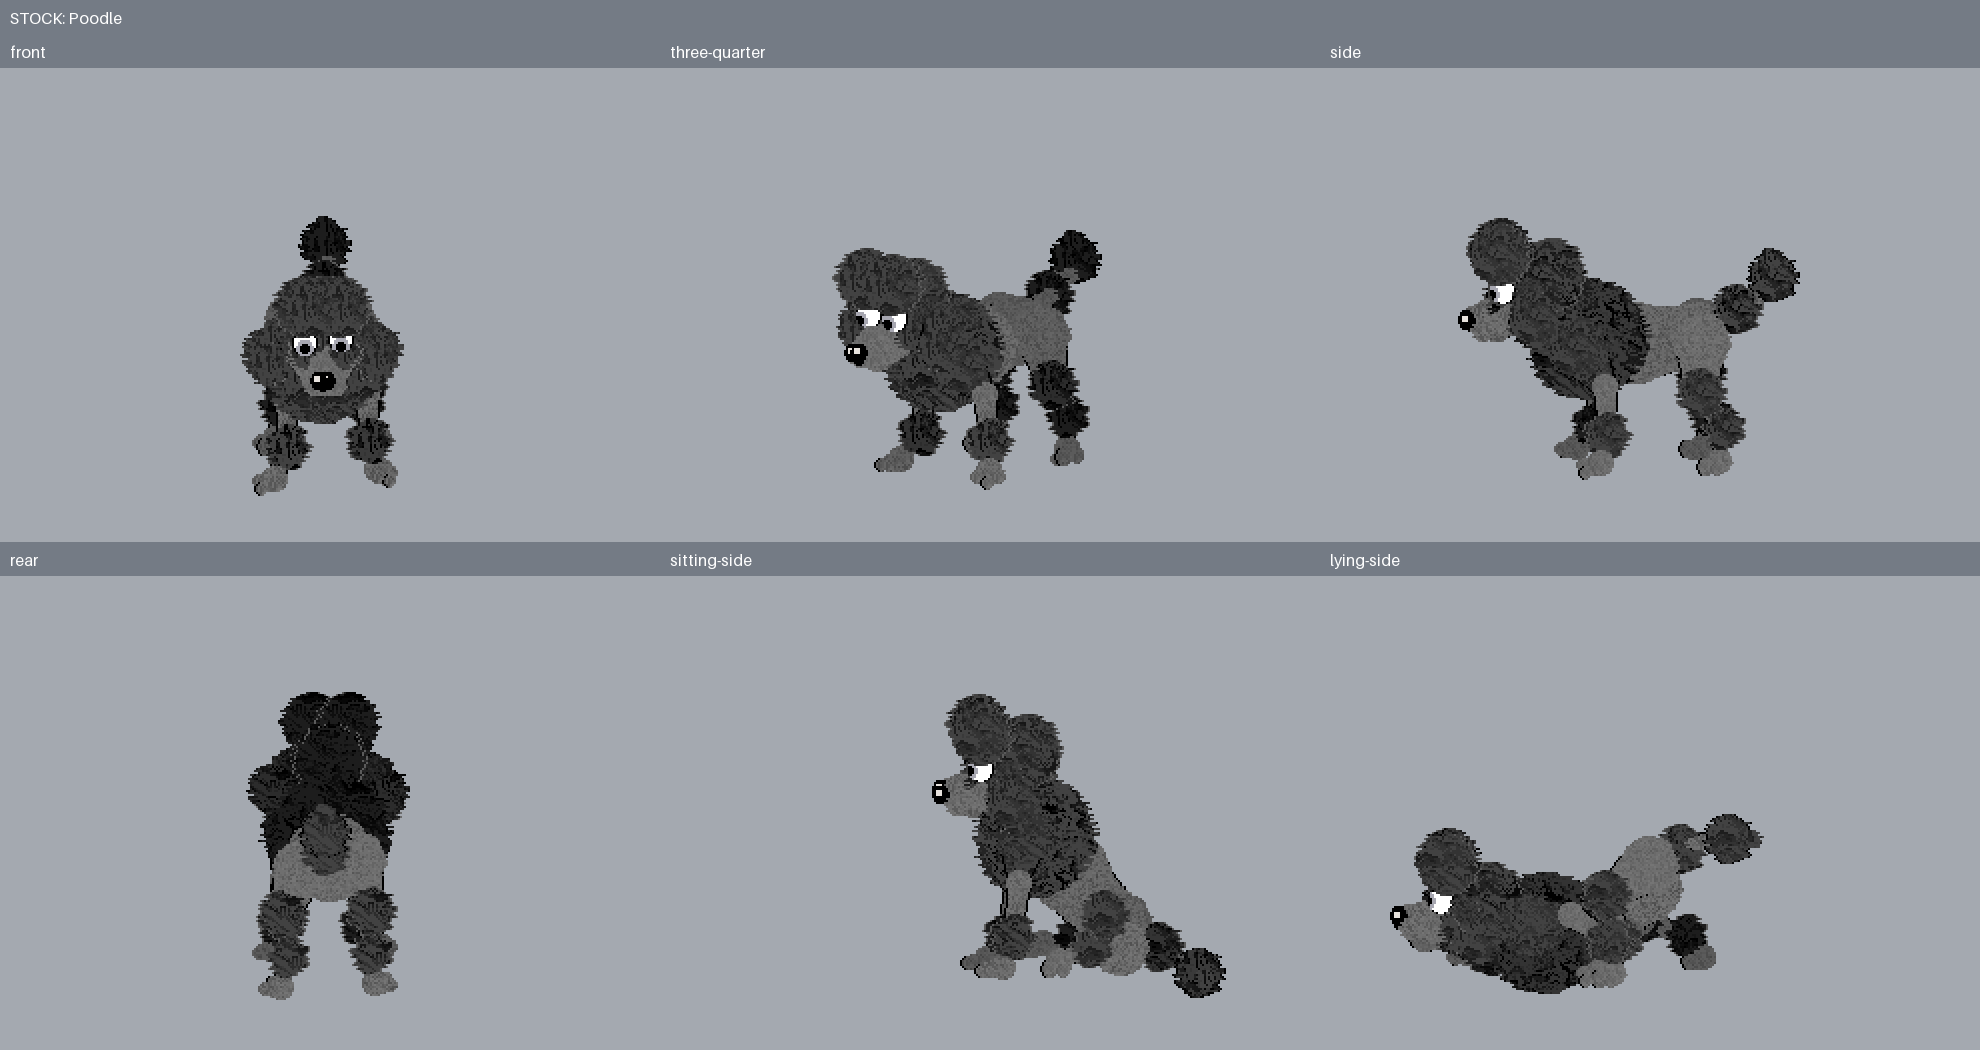 STOCK: Poodle
front
three-quarter
side
rear
sitting-side
lying-side